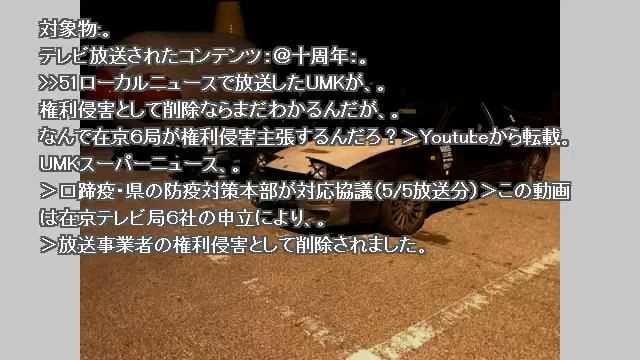 対象物:。
テレビ放送されたコンテンツ:@十周年:。
>>51ローカルニュースで放送したUMKが、。
権利侵害として削除ならまだわかるんだが、。
なんで在京6局が権利侵害主張するんだろ?>Youtubeから転載。
UMKスーパーニュース、。
>口蹄疫・県の防疫対策本部が対応協議(5/5放送分)>この動画
は在京テレビ局6社の申立により、。
>放送事業者の権利侵害として削除されました。